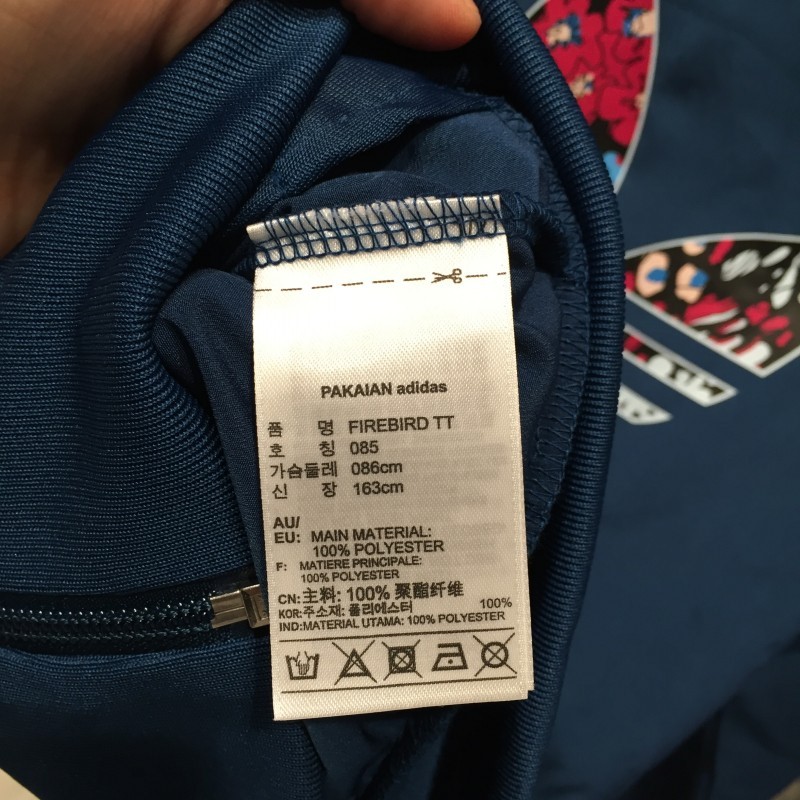 PAKAIAN adidas
품 명 FIREBIRD TT
호 칭 085
가슴둘레 086cm
신 장 163cm
AU/
EU: MAIN MATERIAL:
100% POLYESTER
F: MATIERE PRINCIPALE:
100% POLYESTER
CN:主料: 100% 聚酯纤维
KOR:주소재: 폴리에스터 100%
IND:MATERIAL UTAMA: 100% POLYESTER